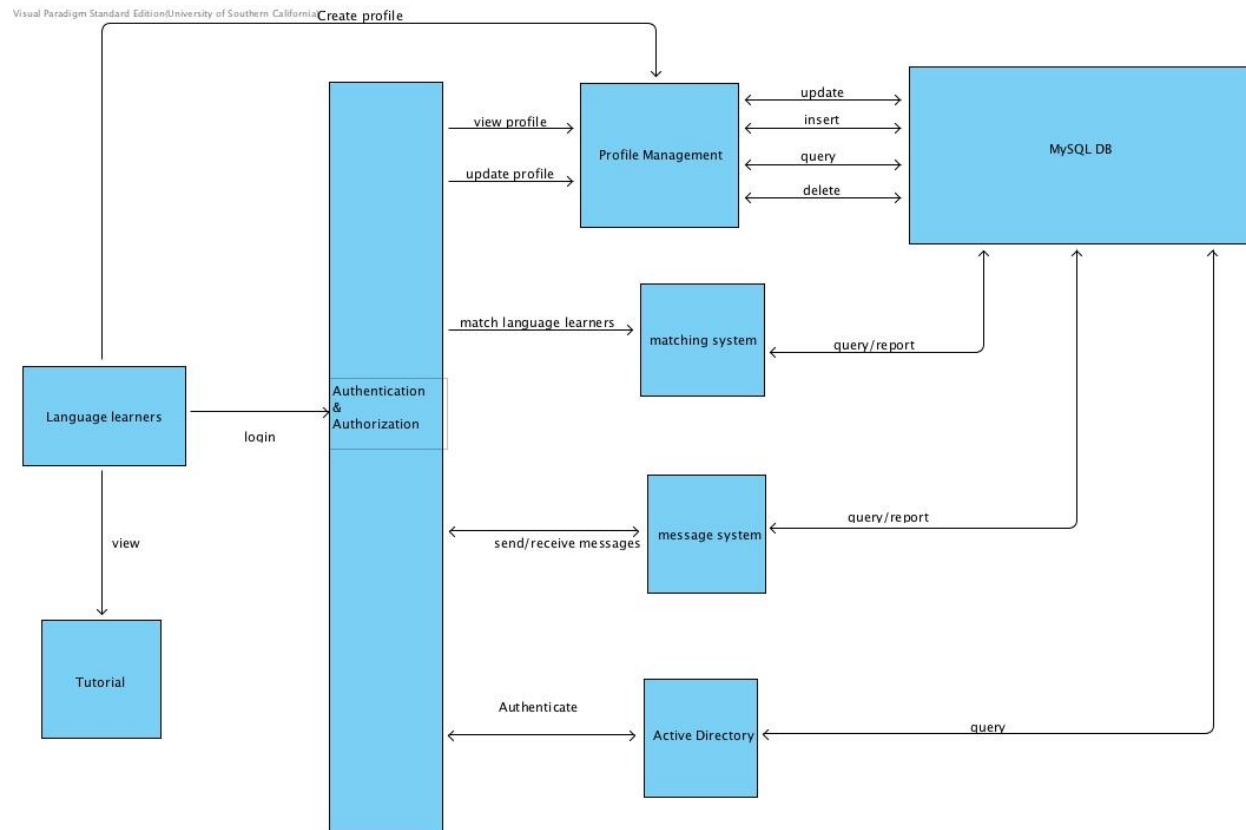 Visual Paradigm Standard Edition(University of Southern California)
Create profile
view profile
update profile
Profile Management
update
insert
query
delete
MySQL DB
match language learners
matching system
query/report
Language learners
login
Authentication
&
Authorization
view
send/receive messages
message system
query/report
Tutorial
Authenticate
Active Directory
query